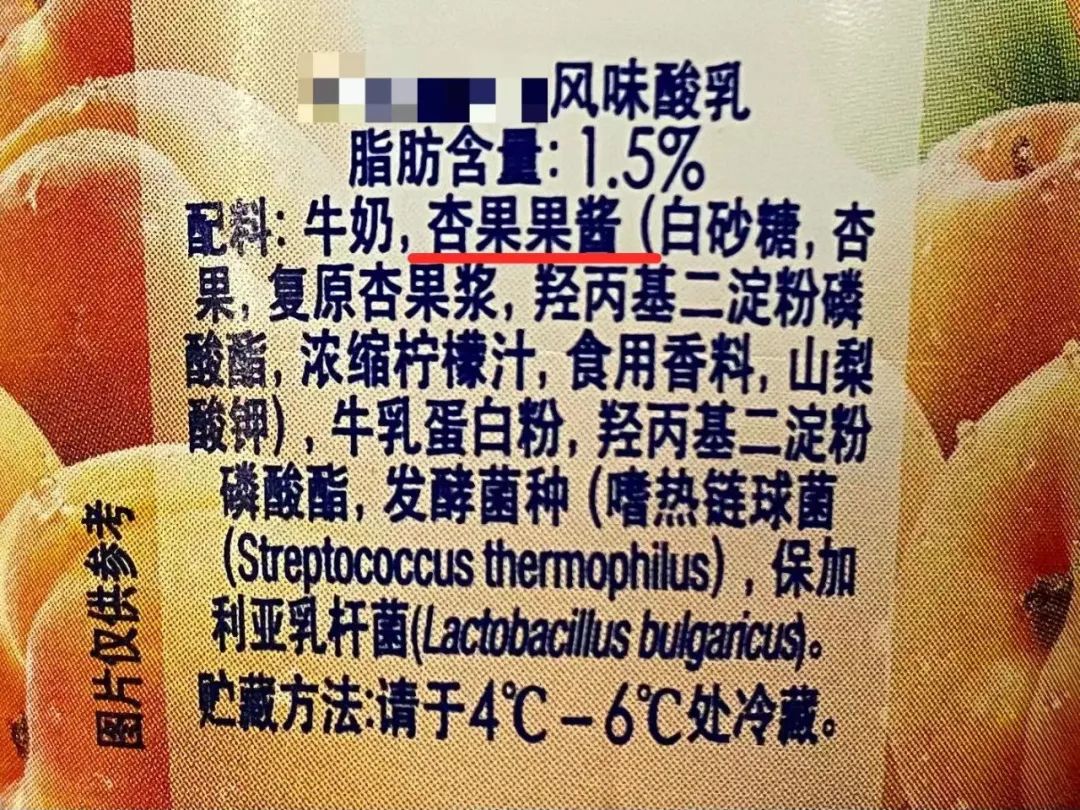 风味酸乳
脂肪含量:1.5%
配料:牛奶,杏果果酱(白砂糖,杏
果,复原杏果浆,羟丙基二淀粉磷
酸酯,浓缩柠檬汁,食用香料,山梨
酸钾),牛乳蛋白粉,羟丙基二淀粉
磷酸酯,发酵菌种(嗜热链球菌
(Streptococcus thermophilus),保加
利亚乳杆菌(Lactobacillus bulgaricus)。
贮藏方法:请于4℃-6℃处冷藏。
图片仅供参考